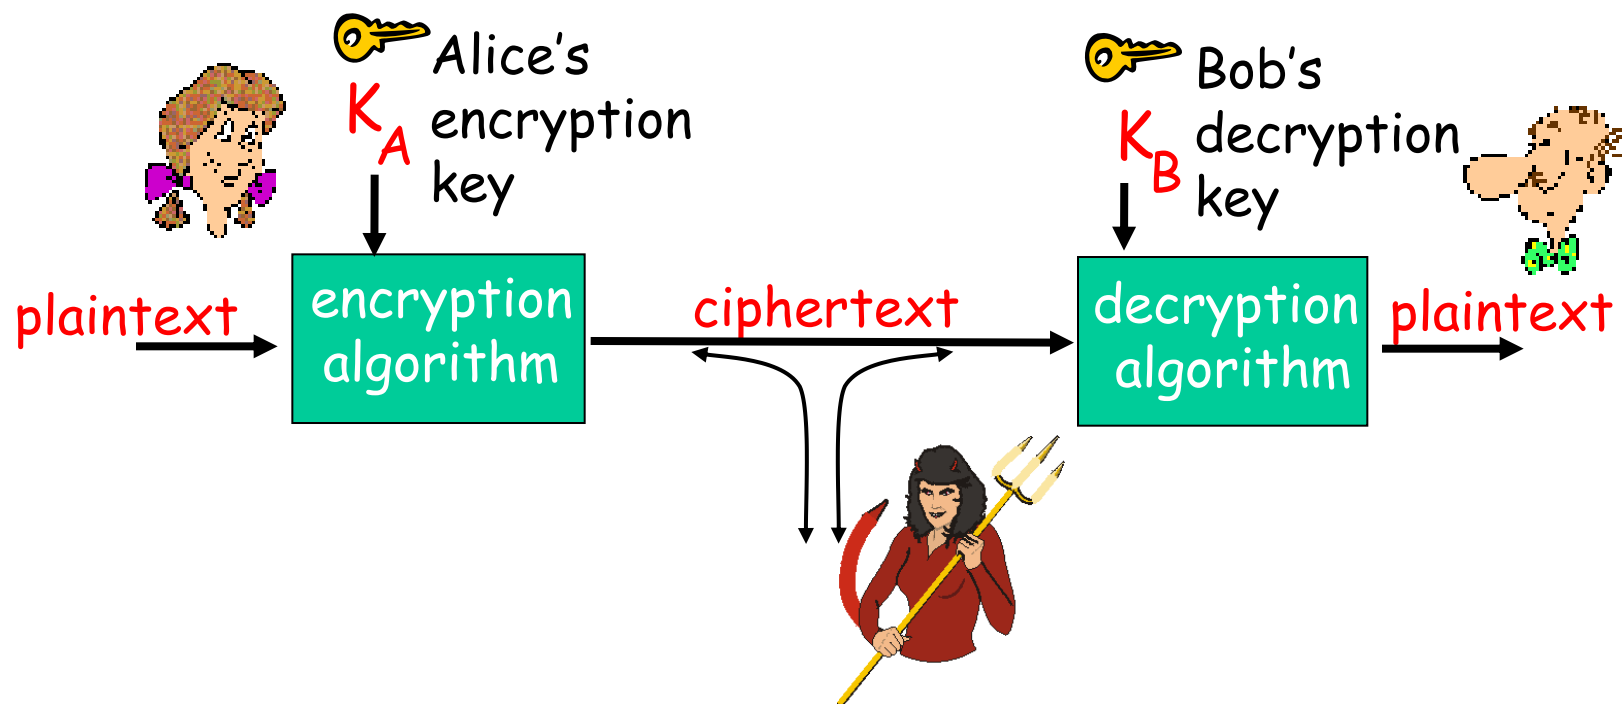 Alice’s
encryption
key
K
A
Bob’s
decryption
key
K
B
plaintext
encryption
algorithm
ciphertext
decryption
algorithm
plaintext